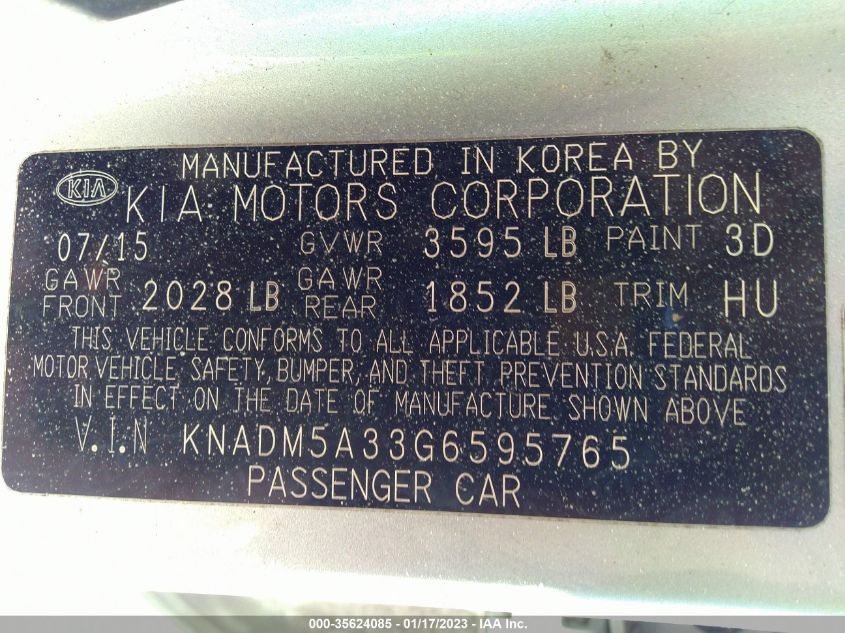 MANUFACTURED IN KOREA BY
KIA KIA MOTORS CORPORATION
07/15 GVWR 3595 LB PAINT 3D
GAWR FRONT 2028 LB GAWR REAR 1852 LB TRIM HU
THIS VEHICLE CONFORMS TO ALL APPLICABLE U.S.A. FEDERAL
MOTOR VEHICLE, SAFETY, BUMPER, AND THEFT PREVENTION STANDARDS
IN EFFECT ON THE DATE OF MANUFACTURE SHOWN ABOVE
V.I.N KNADM5A33G6595765
PASSENGER CAR
000-35624085 - 01/17/2023 - IAA Inc.